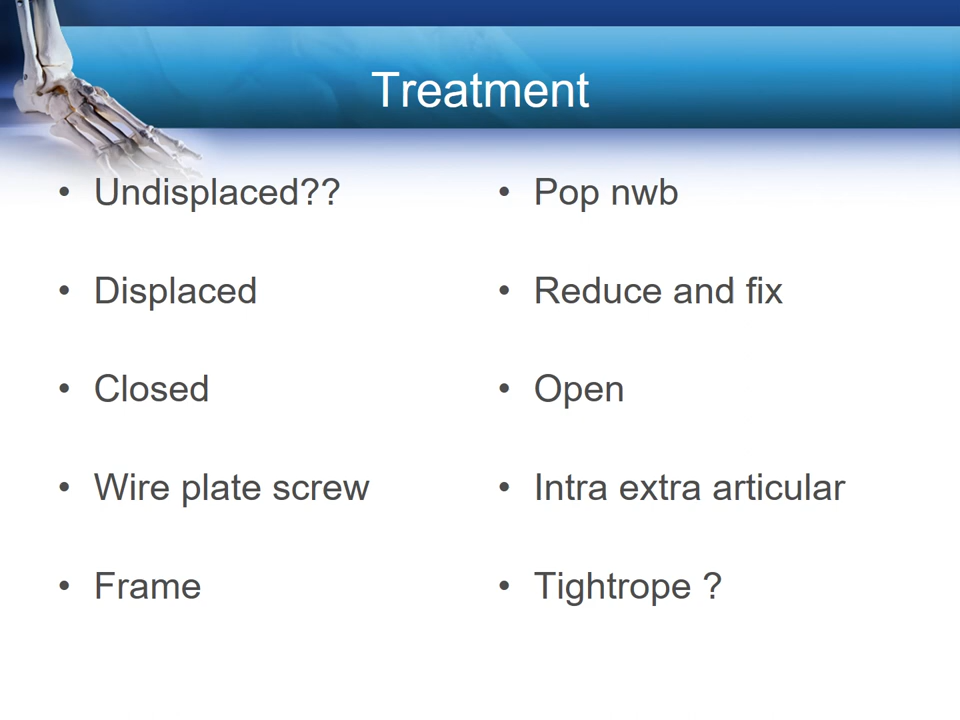 Treatment
• Undisplaced??
• Pop nwb
• Displaced
• Reduce and fix
• Closed
• Open
• Wire plate screw
• Intra extra articular
• Frame
• Tightrope ?